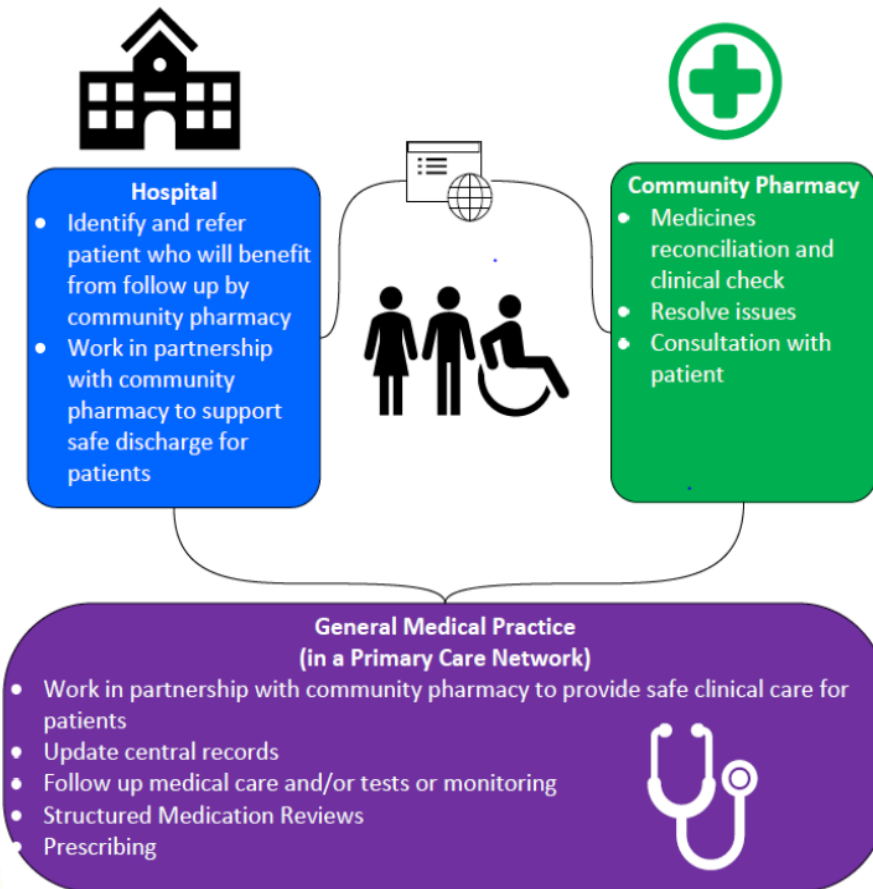 Hospital
• Identify and refer
patient who will benefit
from follow up by
community pharmacy
• Work in partnership
with community
pharmacy to support
safe discharge for
patients
Community Pharmacy
• Medicines
reconciliation and
clinical check
• Resolve issues
• Consultation with
patient
General Medical Practice
(in a Primary Care Network)
• Work in partnership with community pharmacy to provide safe clinical care for
patients
• Update central records
• Follow up medical care and/or tests or monitoring
• Structured Medication Reviews
• Prescribing